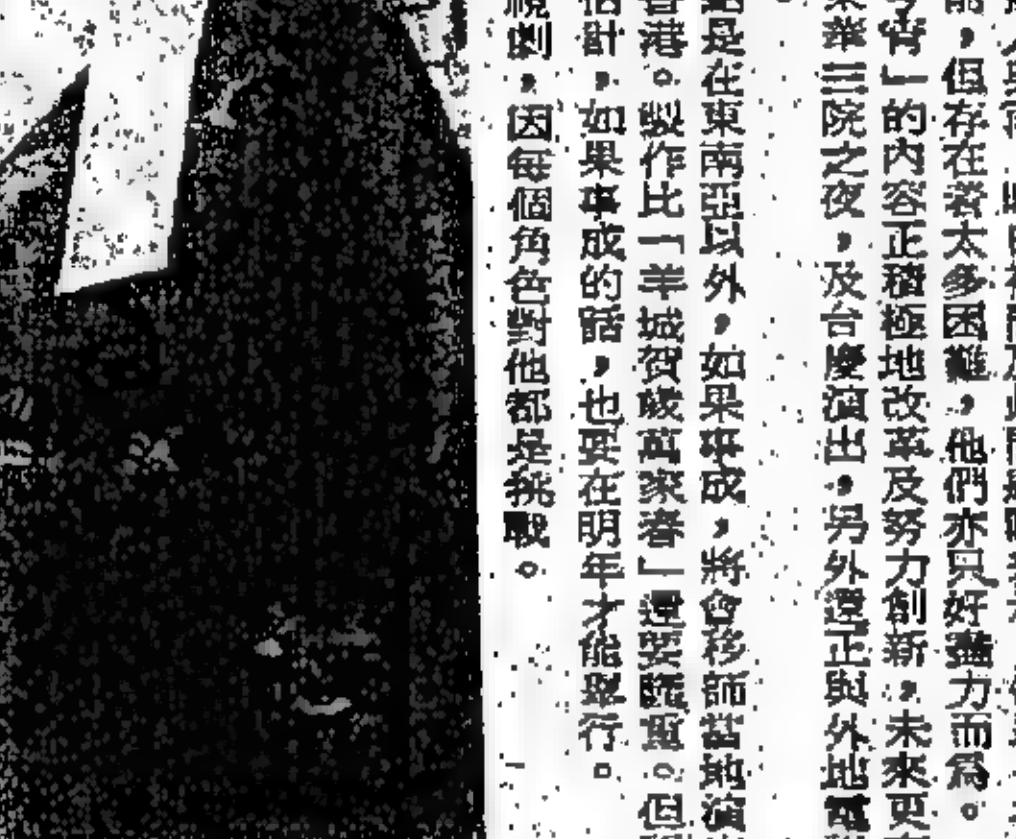 ，但存在著太多困難，他們亦只好盡力而為。
宵」的內容正積極地改革及努力創新，未來更
東華三院之夜，及台慶演出，另外還正與外地電
點是在東南亞以外，如果事成，將會移師當地演
香港。製作比「羊城賀歲萬家春」還要隆重。但
估計，如果事成的話，也要在明年才能行。
視劇，因每個角色對他都是挑戰。